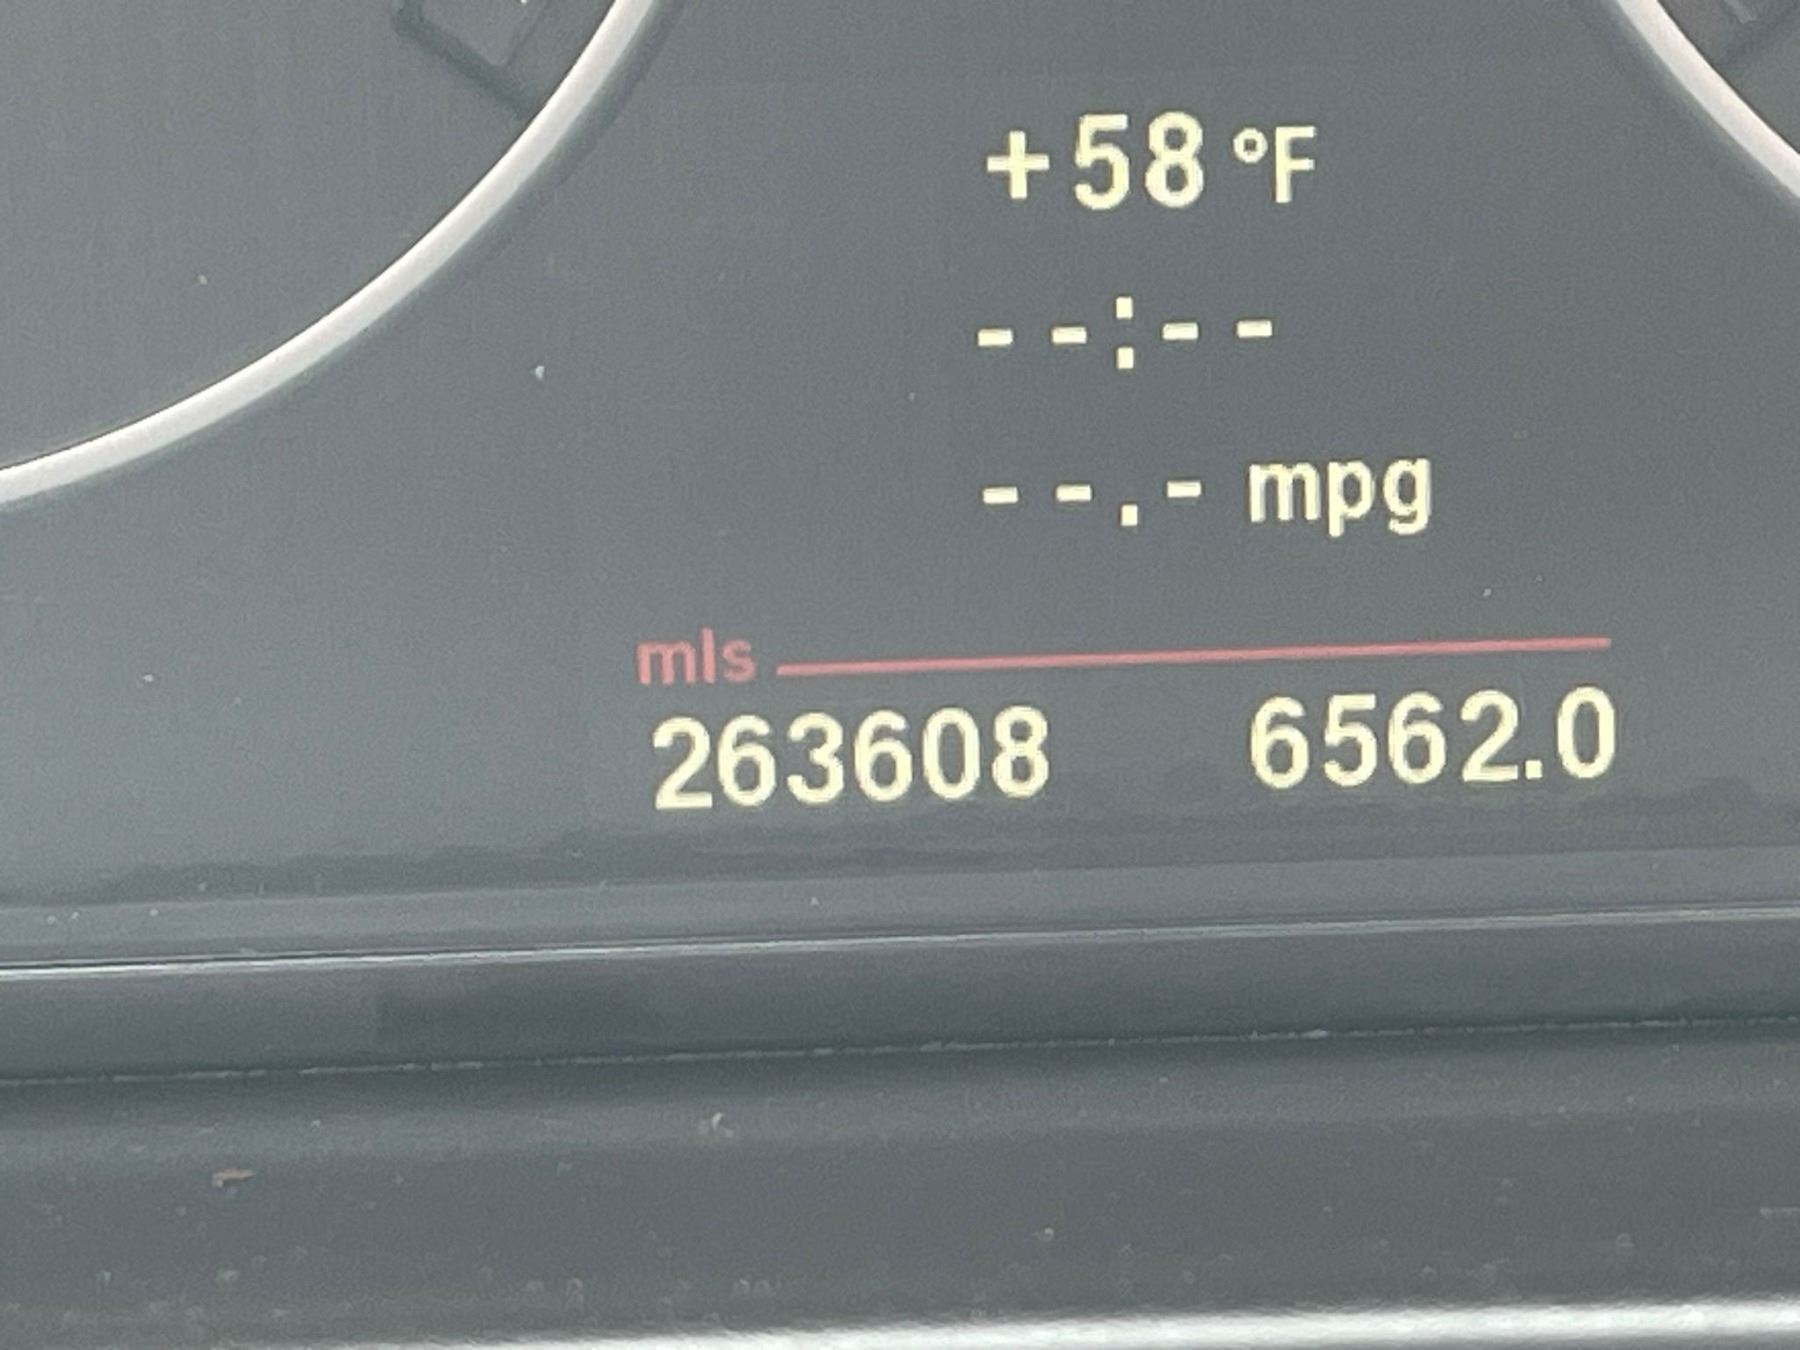 +58 °F
--:--
--.- mpg
mls
263608 6562.0